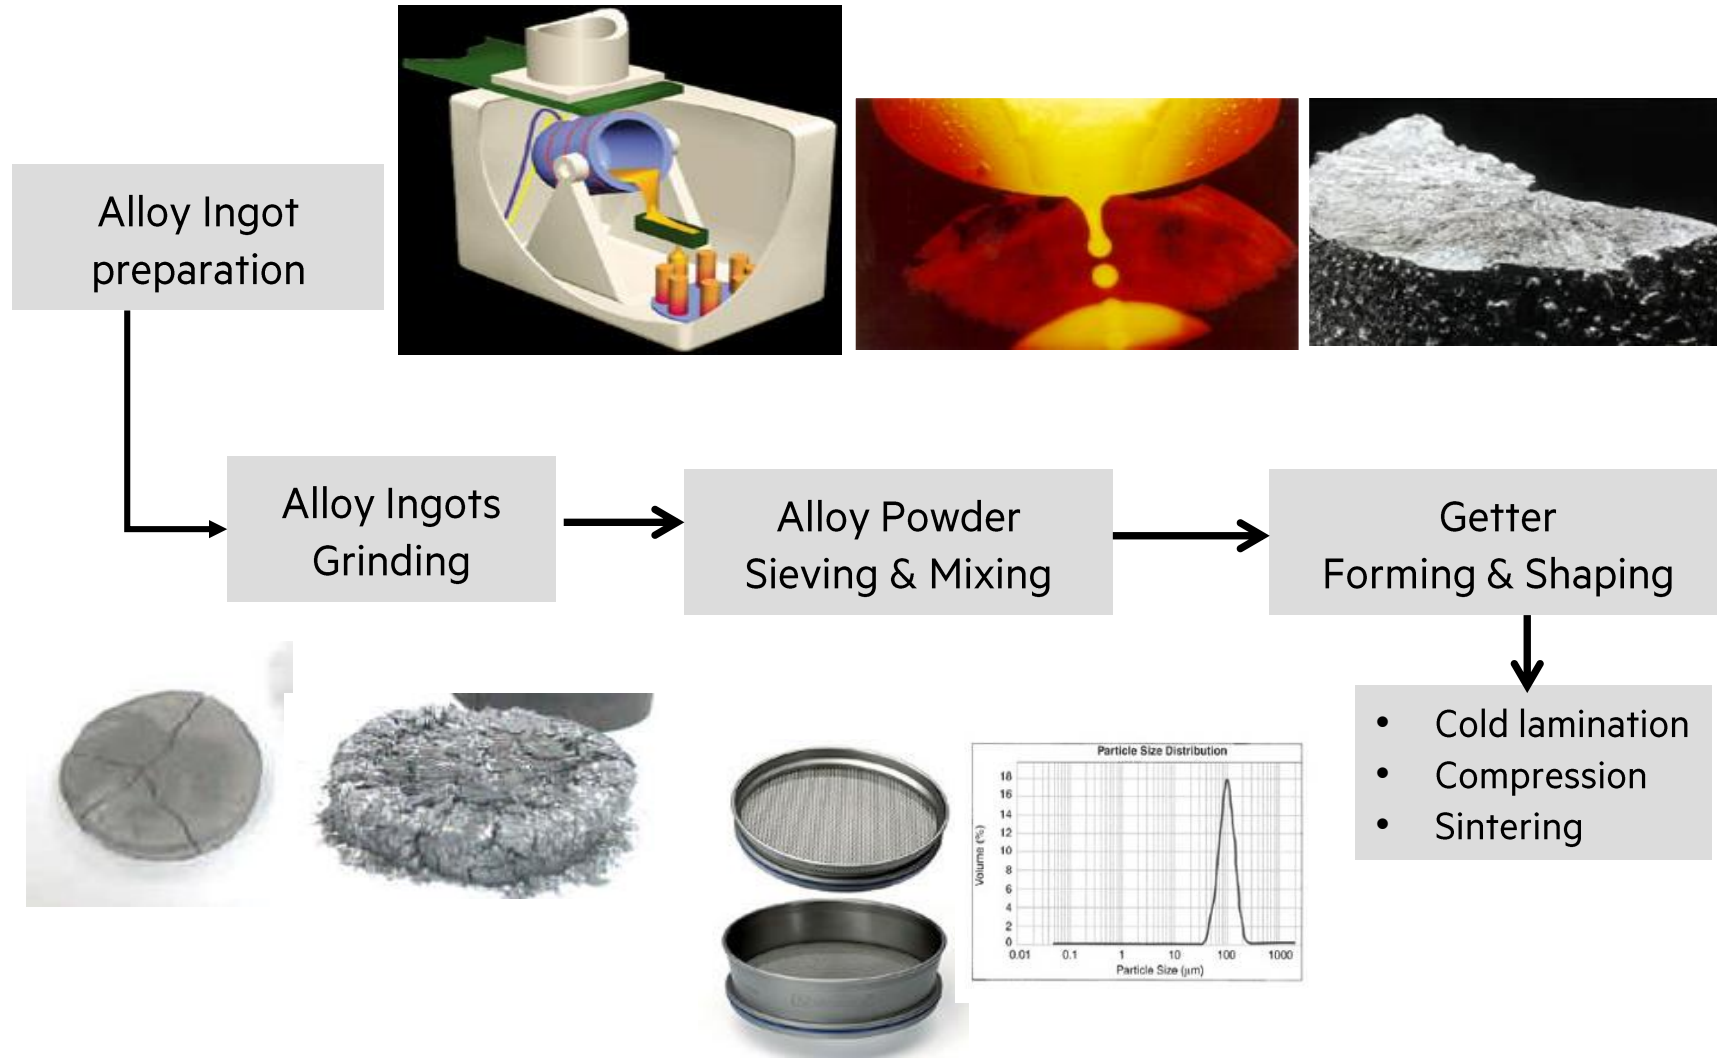 Alloy Ingot
preparation
Alloy Ingots
Grinding
Alloy Powder
Sieving & Mixing
Getter
Forming & Shaping
• Cold lamination
• Compression
• Sintering
Particle Size Distribution
18
16
14
12
10
8
6
4
2
0
Volume (%)
0.01 0.1 1 10 100 1000
Particle Size (μm)